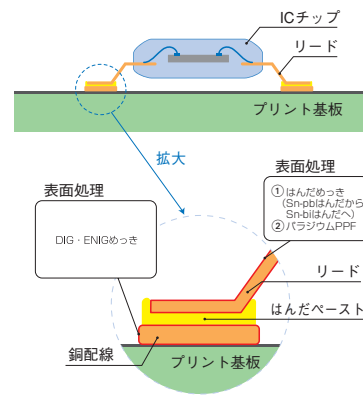 ICチップ
リード
プリント基板
拡大
表面処理
①はんだめっき
（Sn-pbはんだから
Sn-biはんだへ）
②パラジウムPPF
表面処理
DIG・ENIGめっき
リード
はんだペースト
銅配線
プリント基板